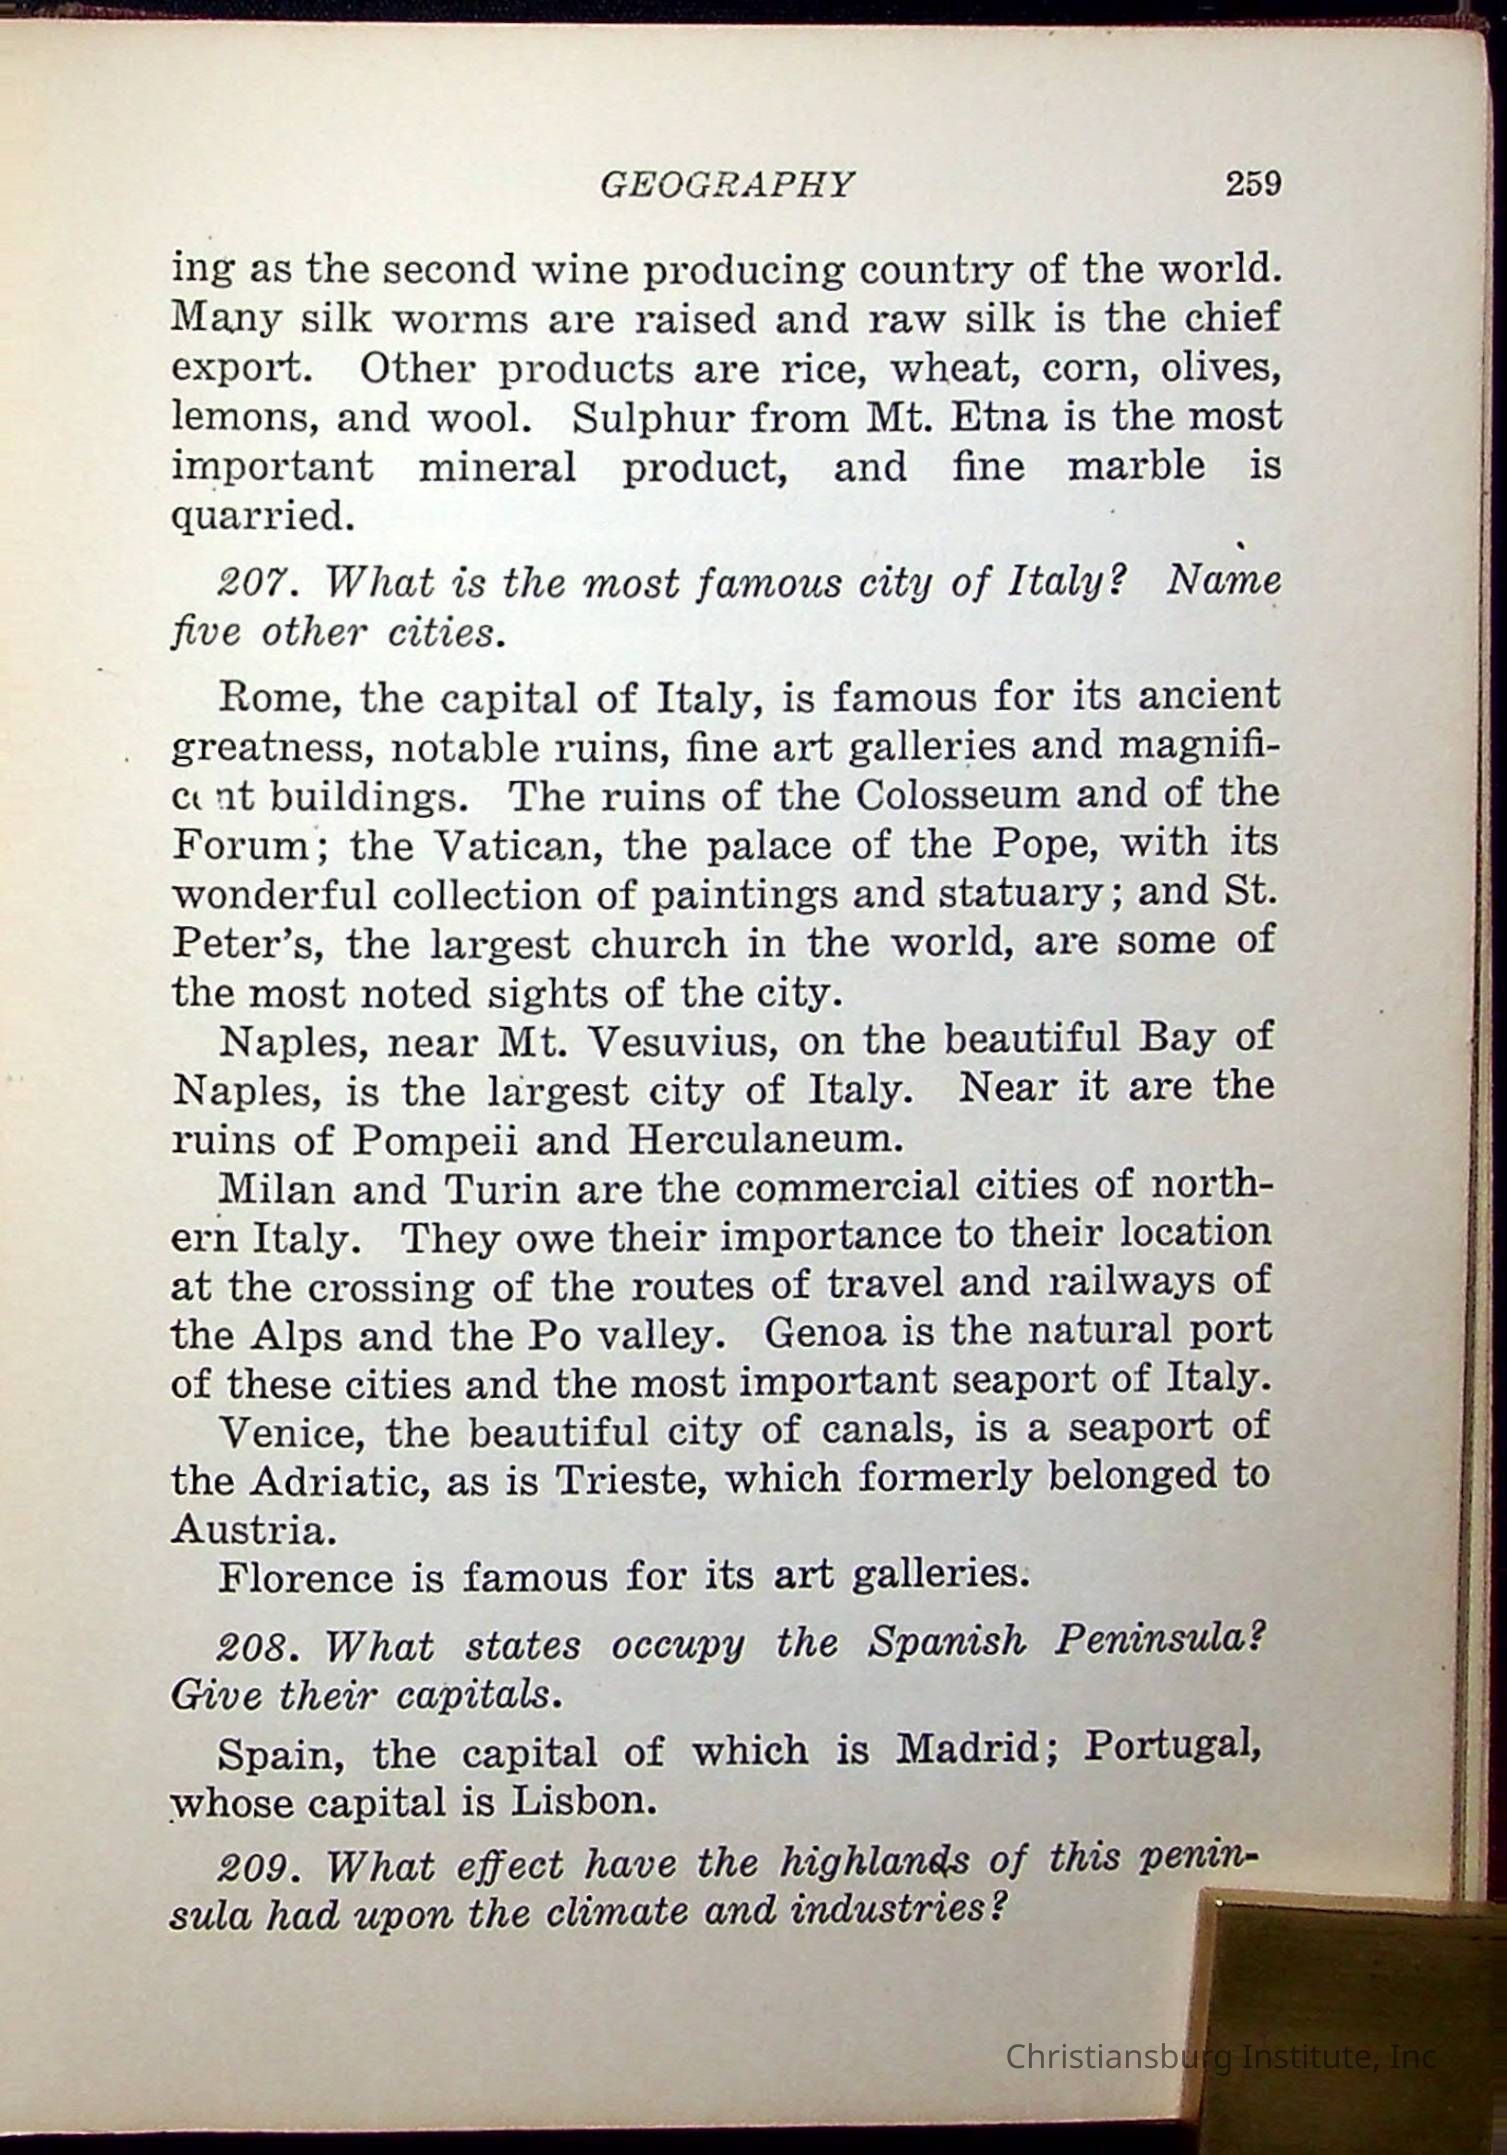 GEOGRAPHY 259
ing as the second wine producing country of the world.
Many silk worms are raised and raw silk is the chief
export. Other products are rice, wheat, corn, olives,
lemons, and wool. Sulphur from Mt. Etna is the most
important mineral product, and fine marble is
quarried.
207. What is the most famous city of Italy? Name
five other cities.
Rome, the capital of Italy, is famous for its ancient
greatness, notable ruins, fine art galleries and magnifi-
cent buildings. The ruins of the Colosseum and of the
Forum; the Vatican, the palace of the Pope, with its
wonderful collection of paintings and statuary; and St.
Peter's, the largest church in the world, are some of
the most noted sights of the city.
Naples, near Mt. Vesuvius, on the beautiful Bay of
Naples, is the largest city of Italy. Near it are the
ruins of Pompeii and Herculaneum.
Milan and Turin are the commercial cities of north-
ern Italy. They owe their importance to their location
at the crossing of the routes of travel and railways of
the Alps and the Po valley. Genoa is the natural port
of these cities and the most important seaport of Italy.
Venice, the beautiful city of canals, is a seaport of
the Adriatic, as is Trieste, which formerly belonged to
Austria.
Florence is famous for its art galleries.
208. What states occupy the Spanish Peninsula?
Give their capitals.
Spain, the capital of which is Madrid; Portugal,
whose capital is Lisbon.
209. What effect have the highlands of this penin-
sula had upon the climate and industries?
Christiansburg Institute, Inc